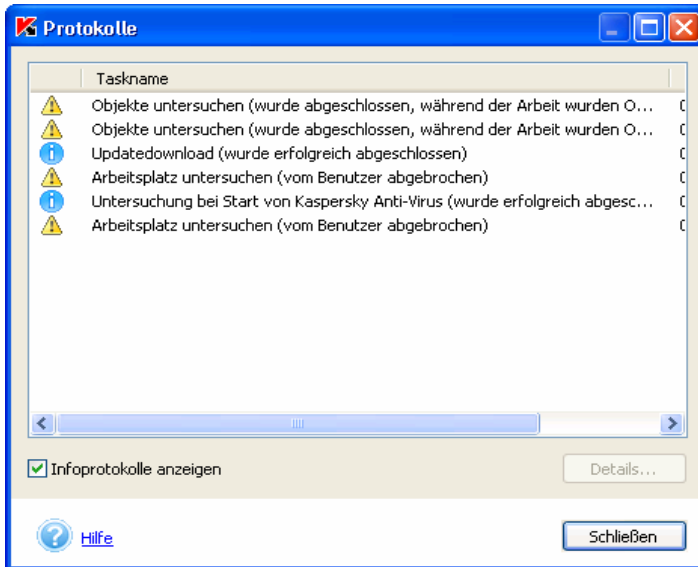 Protokolle
Taskname
Objekte untersuchen (wurde abgeschlossen, während der Arbeit wurden O...
Objekte untersuchen (wurde abgeschlossen, während der Arbeit wurden O...
Updatedownload (wurde erfolgreich abgeschlossen)
Arbeitsplatz untersuchen (vom Benutzer abgebrochen)
Untersuchung bei Start von Kaspersky Anti-Virus (wurde erfolgreich abgesc...
Arbeitsplatz untersuchen (vom Benutzer abgebrochen)
Infoprotokolle anzeigen
Details...
Hilfe
Schließen